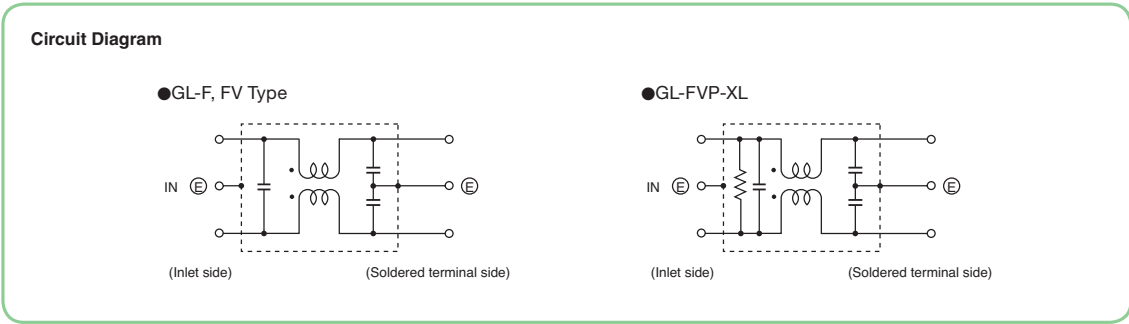 Circuit Diagram
●GL-F, FV Type
IN Ⓔ Ⓔ
(Inlet side) (Soldered terminal side)
●GL-FVP-XL
IN Ⓔ Ⓔ
(Inlet side) (Soldered terminal side)